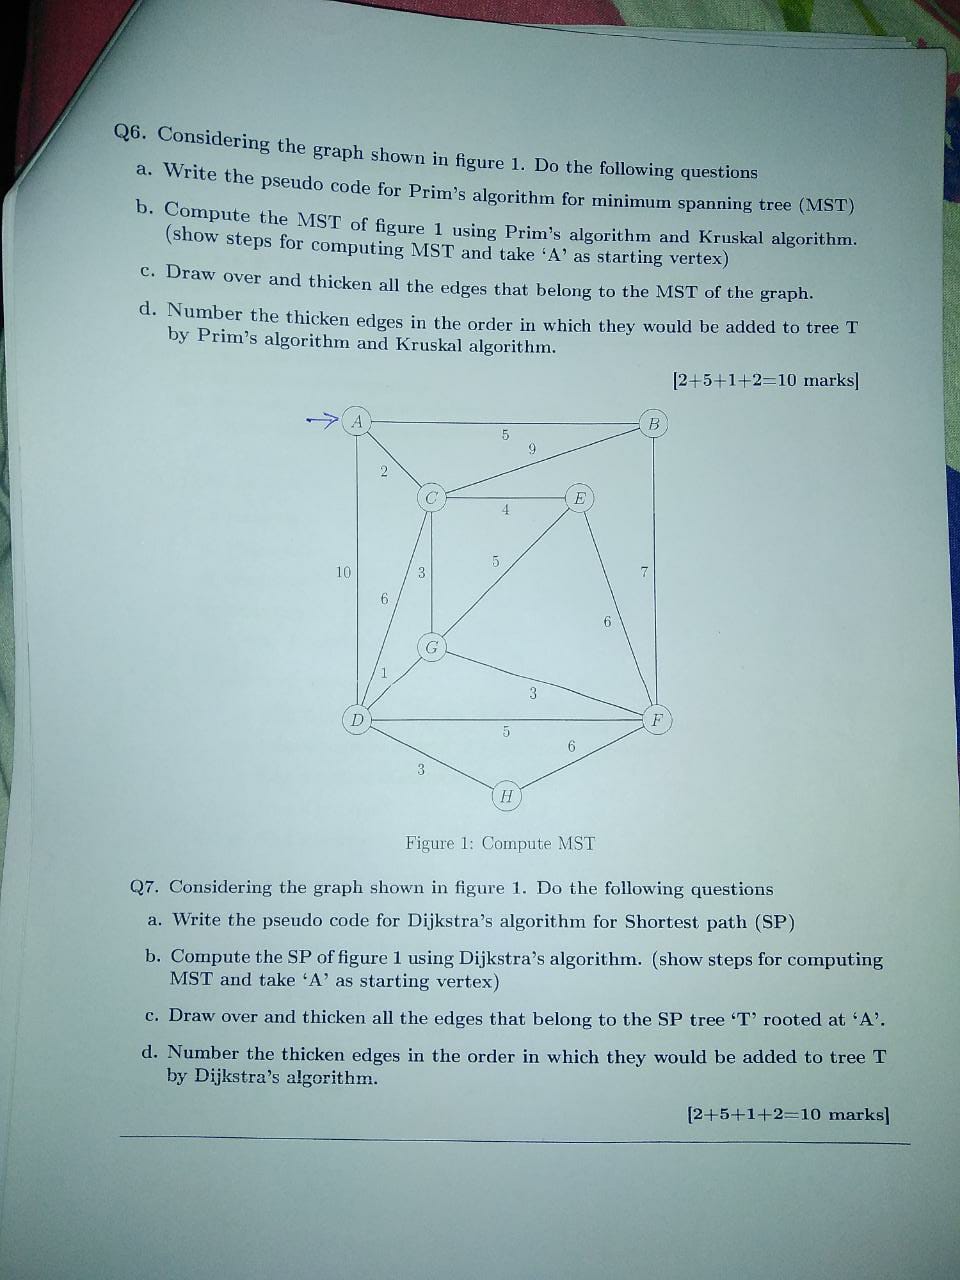 Q6. Considering the graph shown in figure 1. Do the following questions
a. Write the pseudo code for Prim's algorithm for minimum spanning tree (MST)
b. Compute the MST of figure 1 using Prim's algorithm and Kruskal algorithm.
(show steps for computing MST and take ‘A’ as starting vertex)
c. Draw over and thicken all the edges that belong to the MST of the graph.
d. Number the thicken edges in the order in which they would be added to tree T
by Prim's algorithm and Kruskal algorithm.
[2+5+1+2=10 marks]
A
B
5
9
2
C
E
4
10
3
5
7
6
6
G
1
3
D
F
5
6
3
H
Figure 1: Compute MST
Q7. Considering the graph shown in figure 1. Do the following questions
a. Write the pseudo code for Dijkstra's algorithm for Shortest path (SP)
b. Compute the SP of figure 1 using Dijkstra's algorithm. (show steps for computing
MST and take ‘A’ as starting vertex)
c. Draw over and thicken all the edges that belong to the SP tree ‘T’ rooted at ‘A’.
d. Number the thicken edges in the order in which they would be added to tree T
by Dijkstra's algorithm.
[2+5+1+2=10 marks]